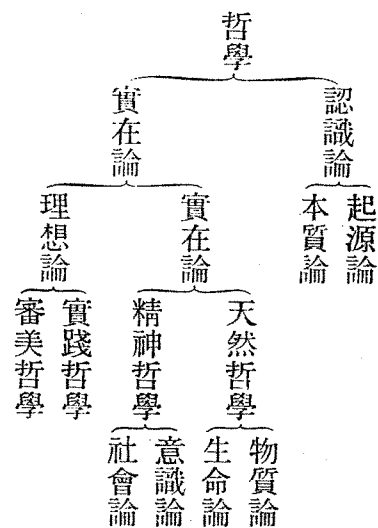 哲學
認識論
起源論
本質論
實在論
實在論
天然哲學
物質論
生命論
精神哲學
意識論
社會論
理想論
實踐哲學
審美哲學